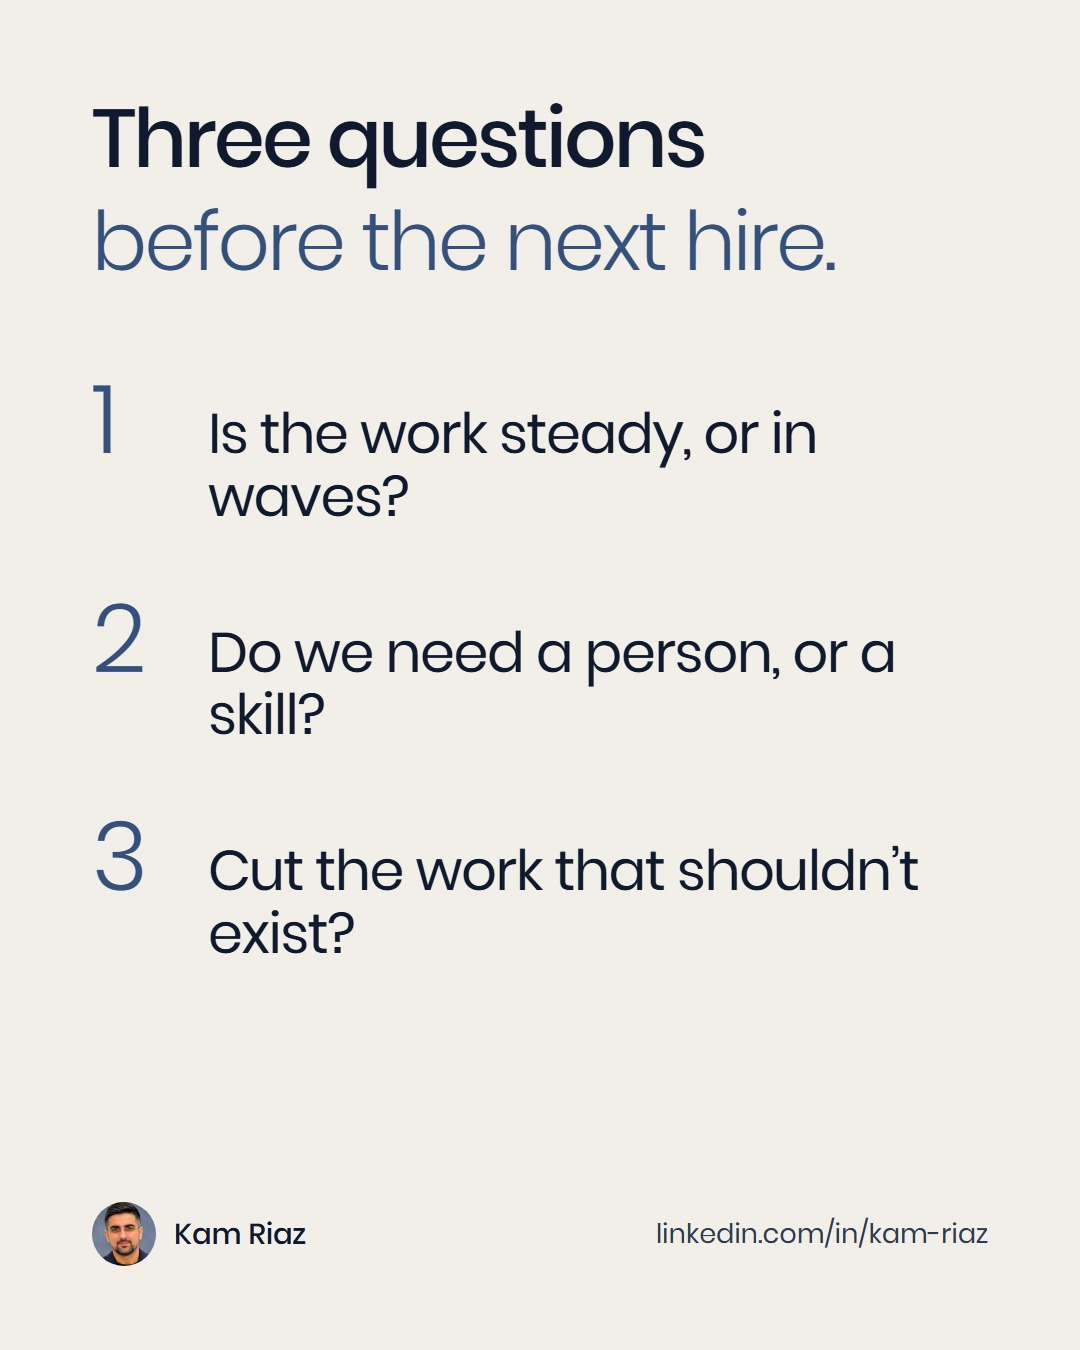 Three questions
before the next hire.
1
Is the work steady, or in
waves?
2
Do we need a person, or a
skill?
3
Cut the work that shouldn’t
exist?
Kam Riaz
linkedin.com/in/kam-riaz